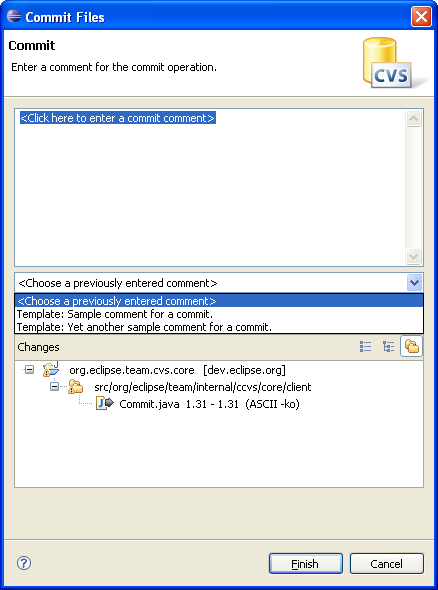 Commit Files
Commit
Enter a comment for the commit operation.
CVS
<Click here to enter a commit comment>
<Choose a previously entered comment>
<Choose a previously entered comment>
Template: Sample comment for a commit.
Template: Yet another sample comment for a commit.
Changes
org.eclipse.team.cvs.core [dev.eclipse.org]
src/org/eclipse/team/internal/ccvs/core/client
J
Commit.java 1.31 - 1.31 (ASCII -ko)
?
Finish
Cancel